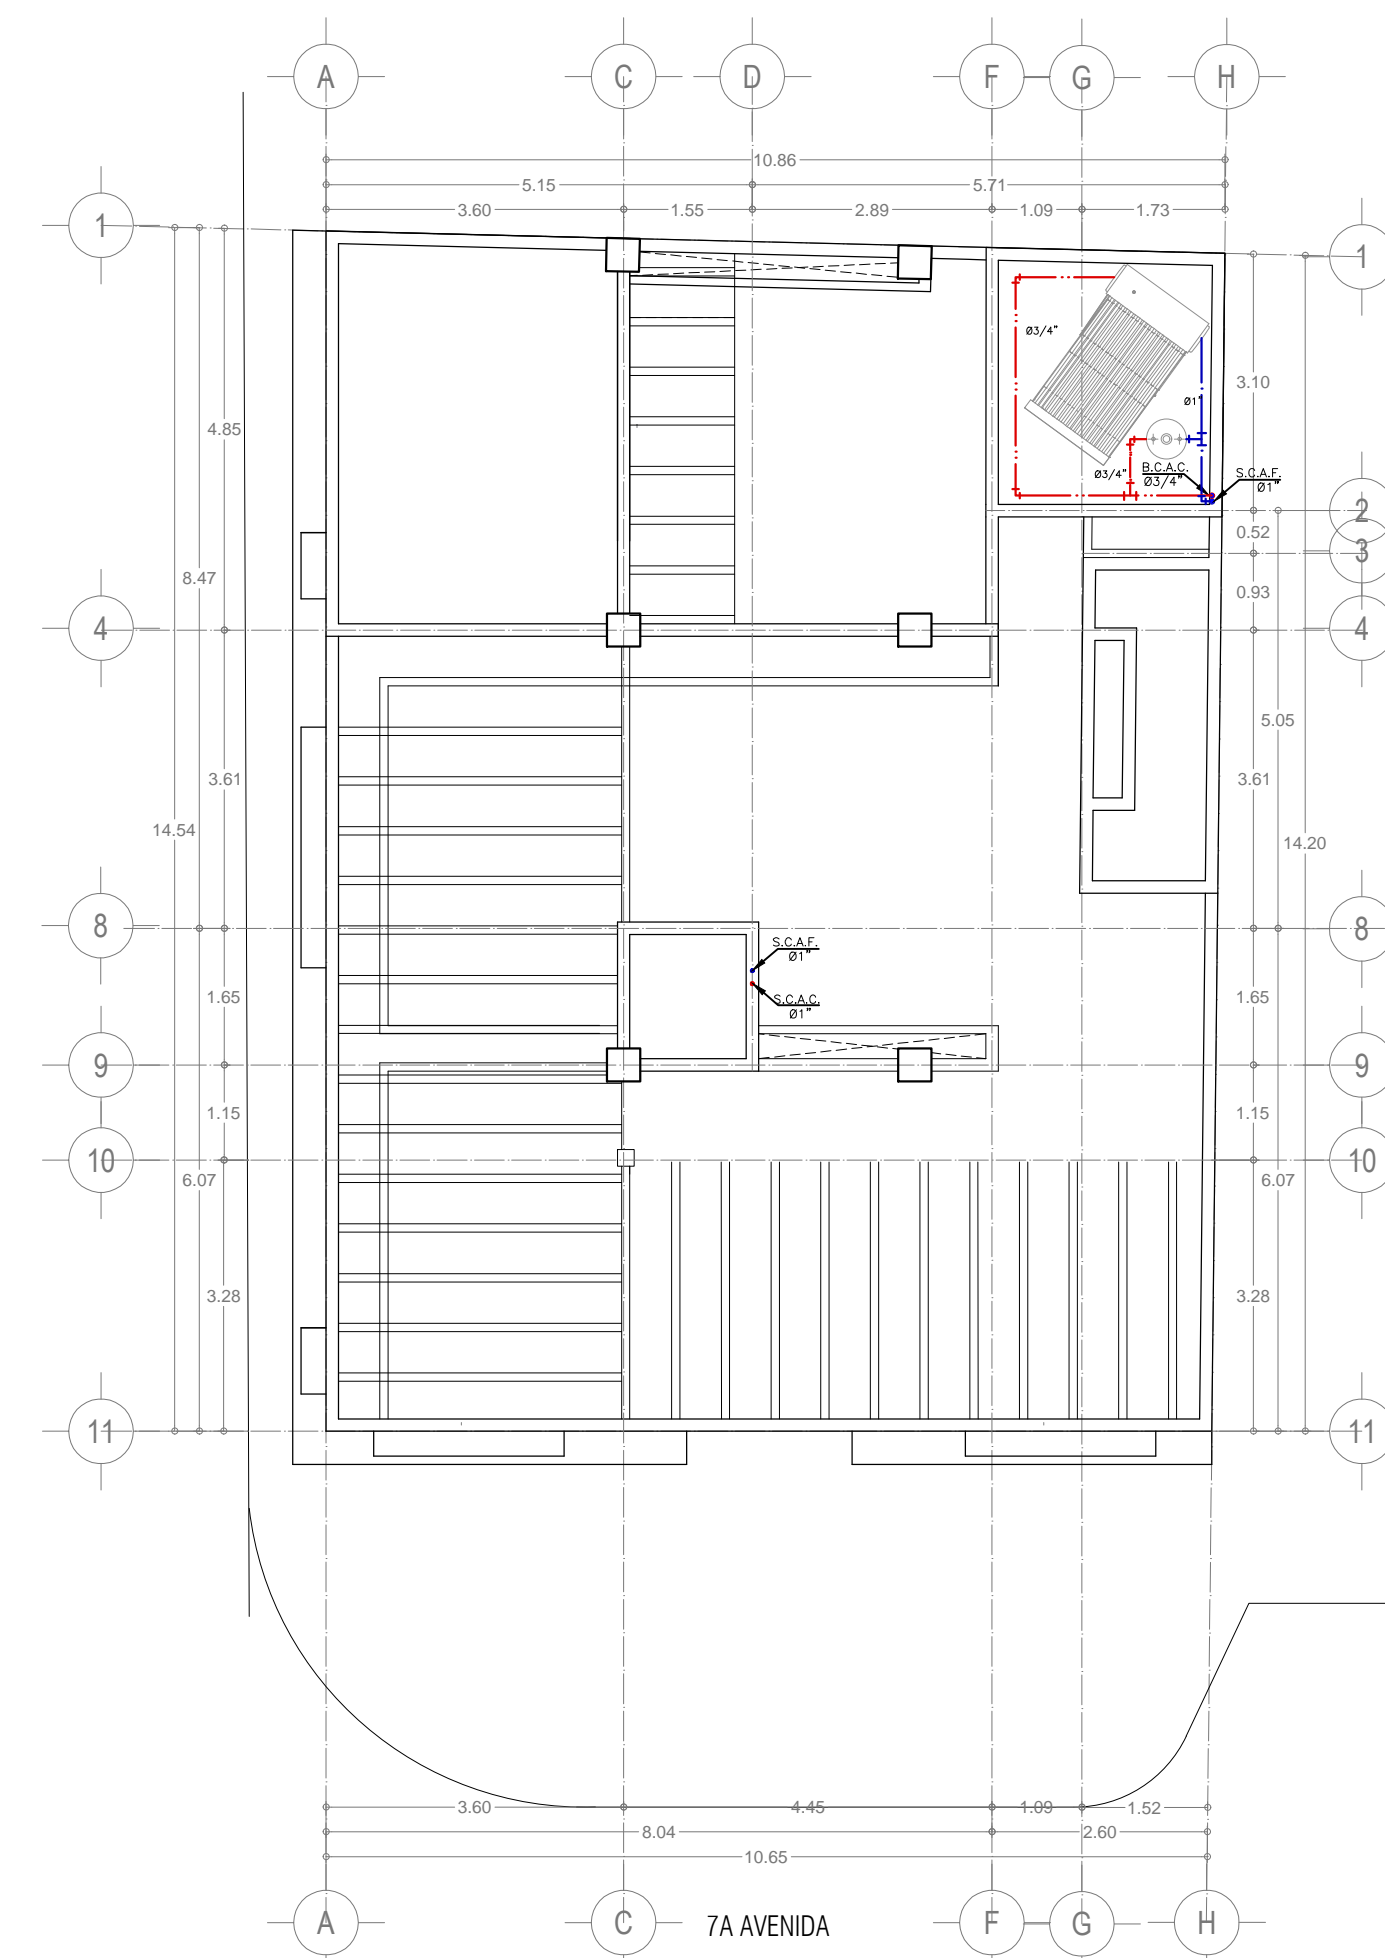 A C D F G H
10.86
5.15 5.71
3.60 1.55 2.89 1.09 1.73
1 1
Ø3/4"
3.10
Ø1"
4.85
B.C.A.C. S.C.A.F.
Ø3/4" Ø3/4" Ø1"
2
0.52
3
8.47
0.93
4 4
5.05
3.61 3.61
14.54 14.20
8 8
S.C.A.F.
Ø1"
1.65 1.65
S.C.A.C.
Ø1"
9 9
1.15 1.15
10 10
6.07 6.07
3.28 3.28
11 11
3.60 4.45 1.09 1.52
8.04 2.60
10.65
A C 7A AVENIDA F G H